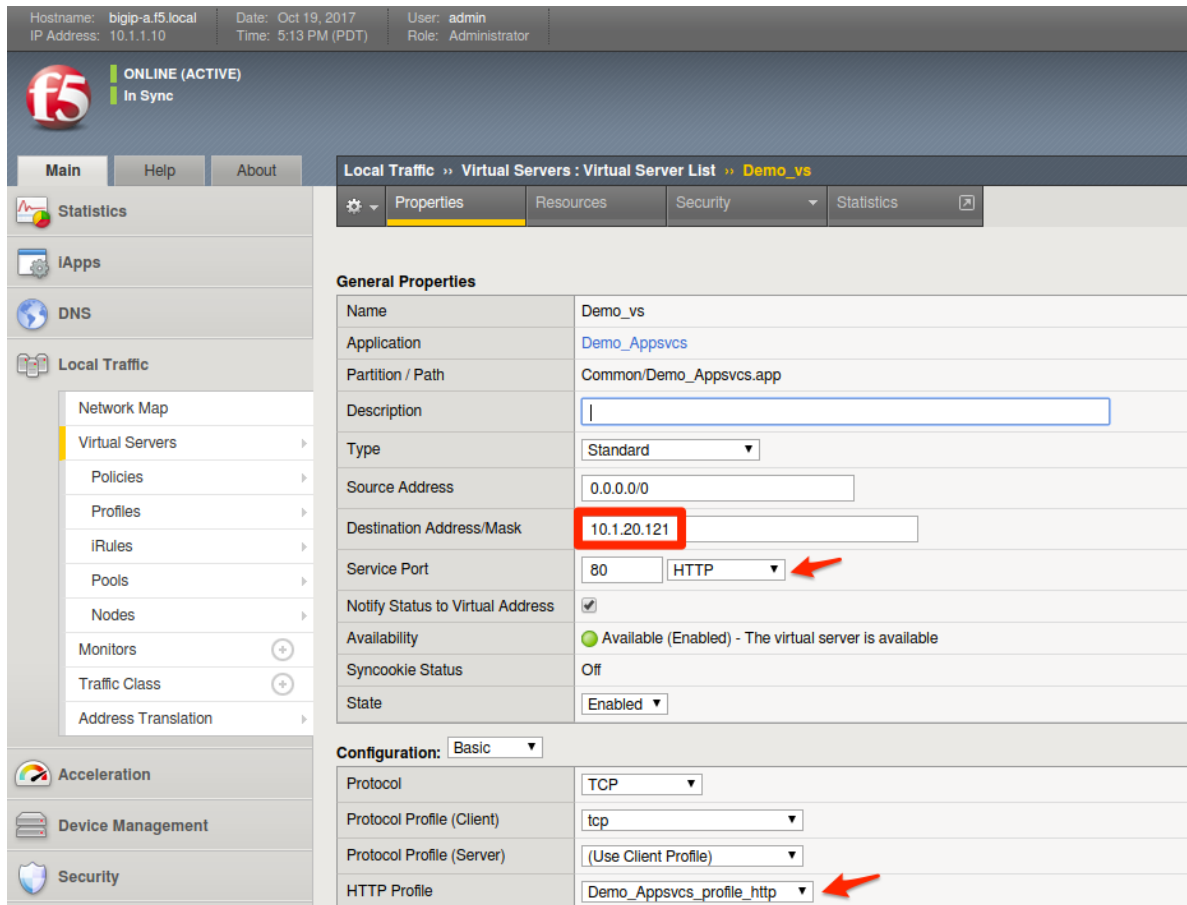 Hostname: bigip-a.f5.local Date: Oct 19, 2017 User: admin
IP Address: 10.1.1.10 Time: 5:13 PM (PDT) Role: Administrator
f5
ONLINE (ACTIVE)
In Sync
Main Help About
Local Traffic ›› Virtual Servers : Virtual Server List ›› Demo_vs
Properties Resources Security Statistics
Statistics
iApps
DNS
Local Traffic
Network Map
Virtual Servers
Policies
Profiles
iRules
Pools
Nodes
Monitors
Traffic Class
Address Translation
Acceleration
Device Management
Security
General Properties
Name Demo_vs
Application Demo_Appsvcs
Partition / Path Common/Demo_Appsvcs.app
Description
Type Standard
Source Address 0.0.0.0/0
Destination Address/Mask 10.1.20.121
Service Port 80 HTTP
Notify Status to Virtual Address
Availability Available (Enabled) - The virtual server is available
Syncookie Status Off
State Enabled
Configuration: Basic
Protocol TCP
Protocol Profile (Client) tcp
Protocol Profile (Server) (Use Client Profile)
HTTP Profile Demo_Appsvcs_profile_http